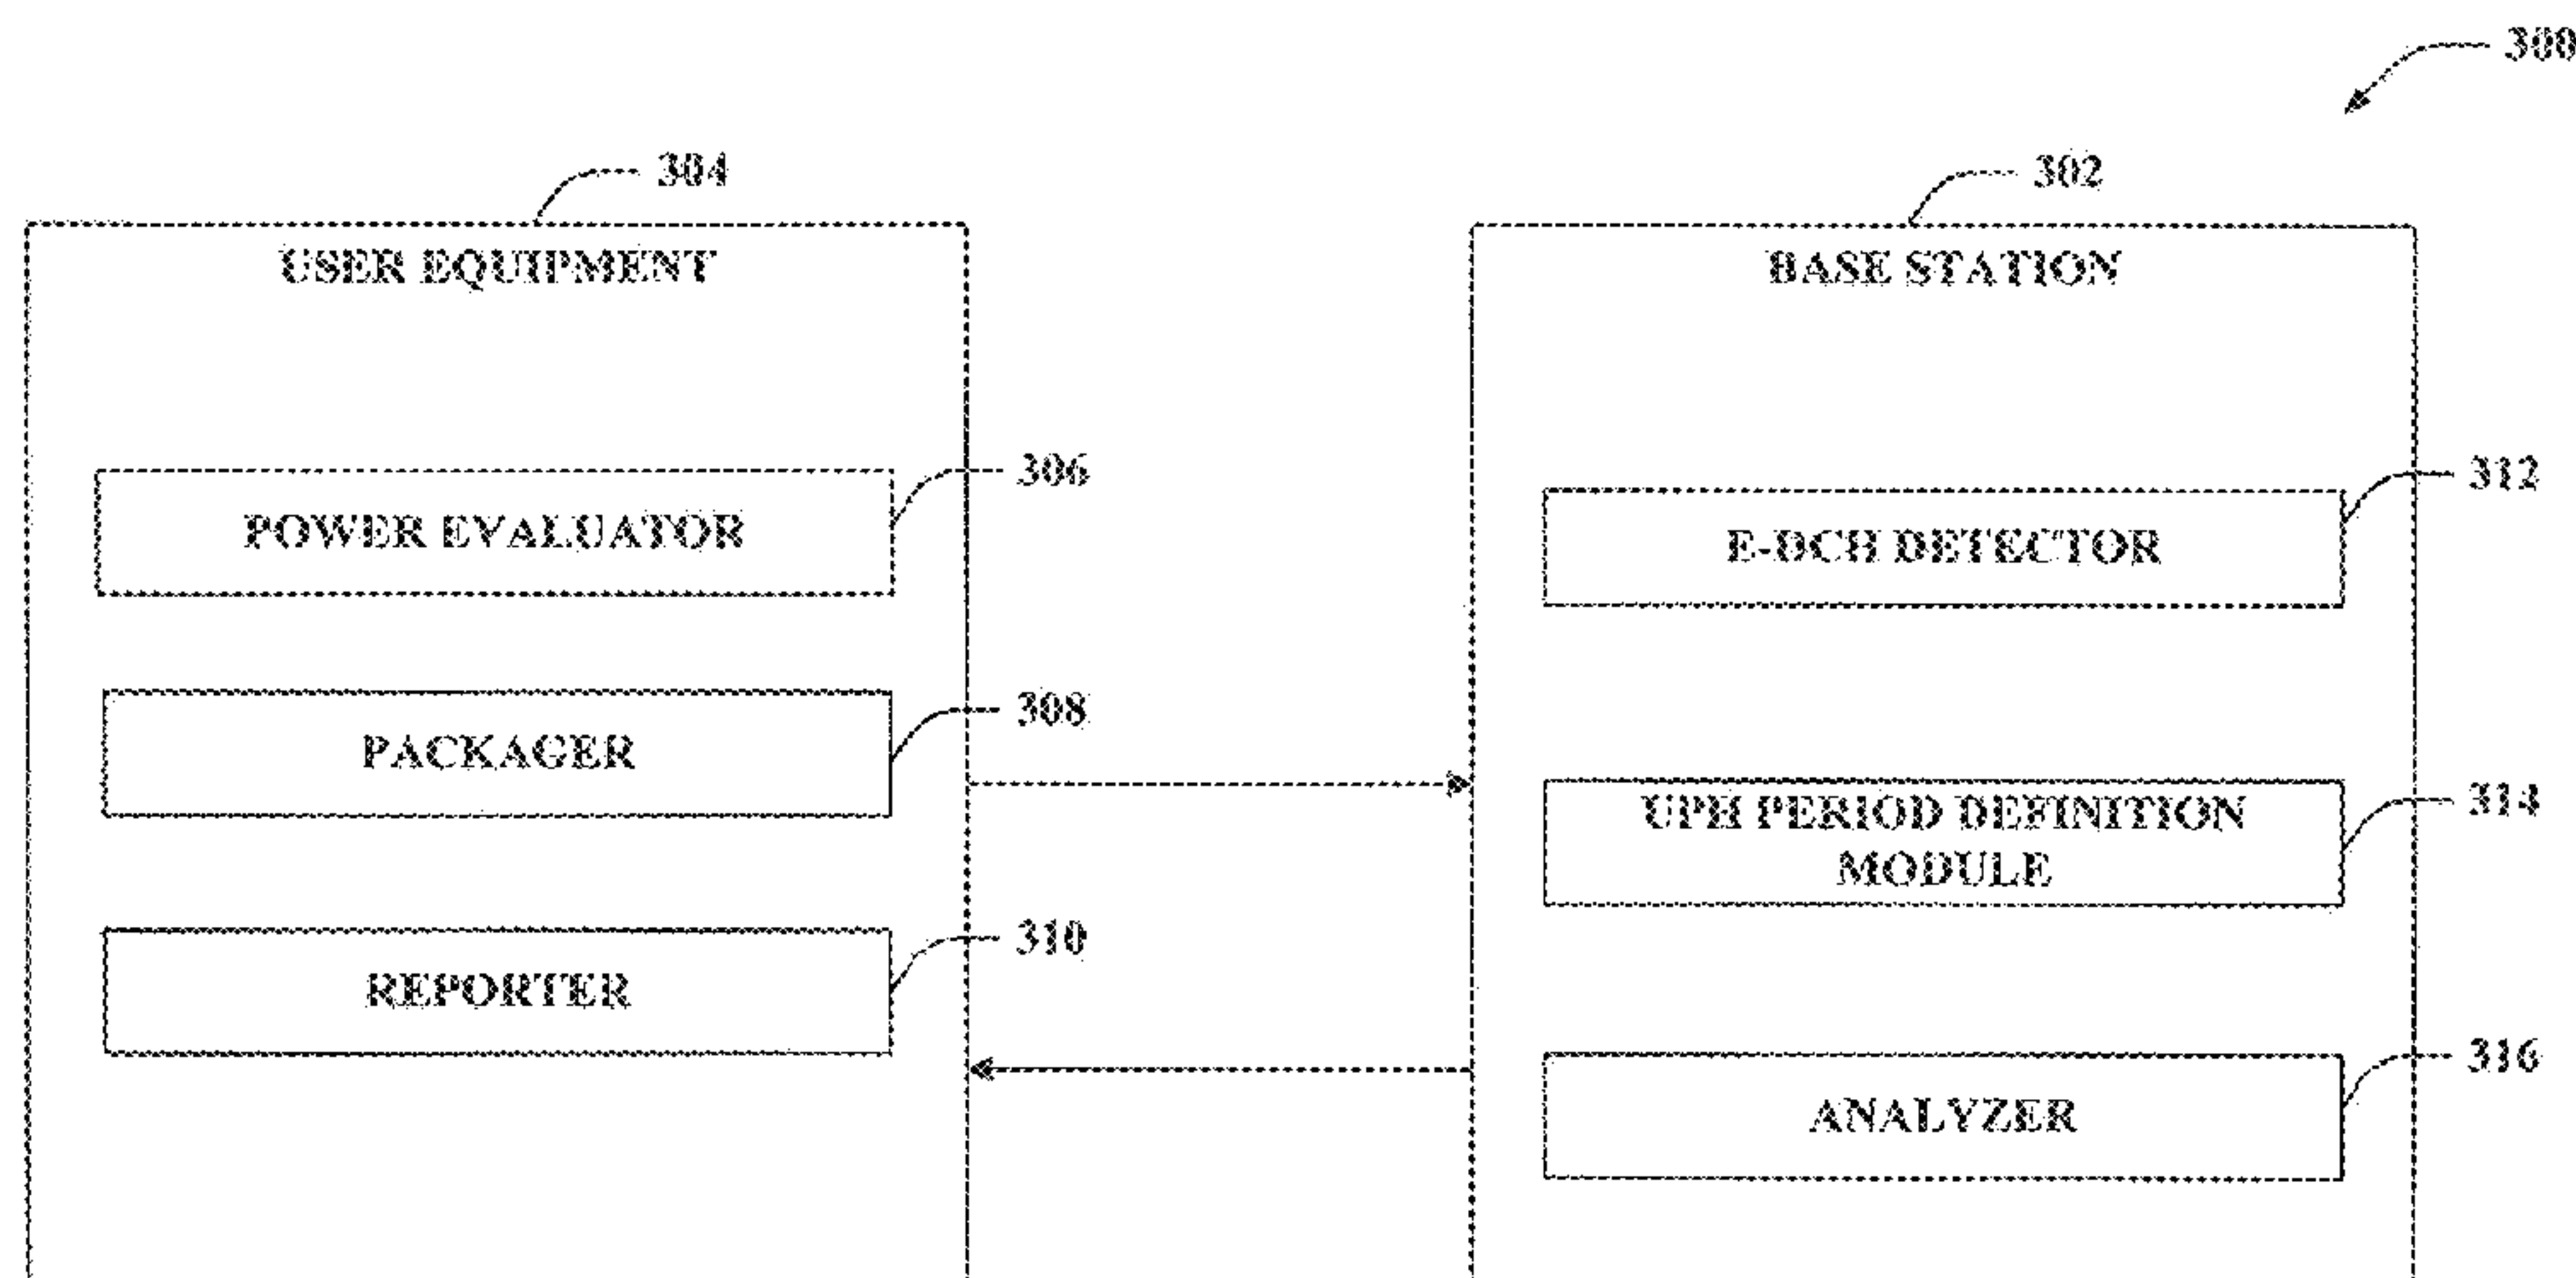 300
304
302
USER EQUIPMENT
BASE STATION
306
312
POWER EVALUATOR
E-DCH DETECTOR
308
314
PACKAGER
UPH PERIOD DEFINITION
MODULE
310
REPORTER
316
ANALYZER